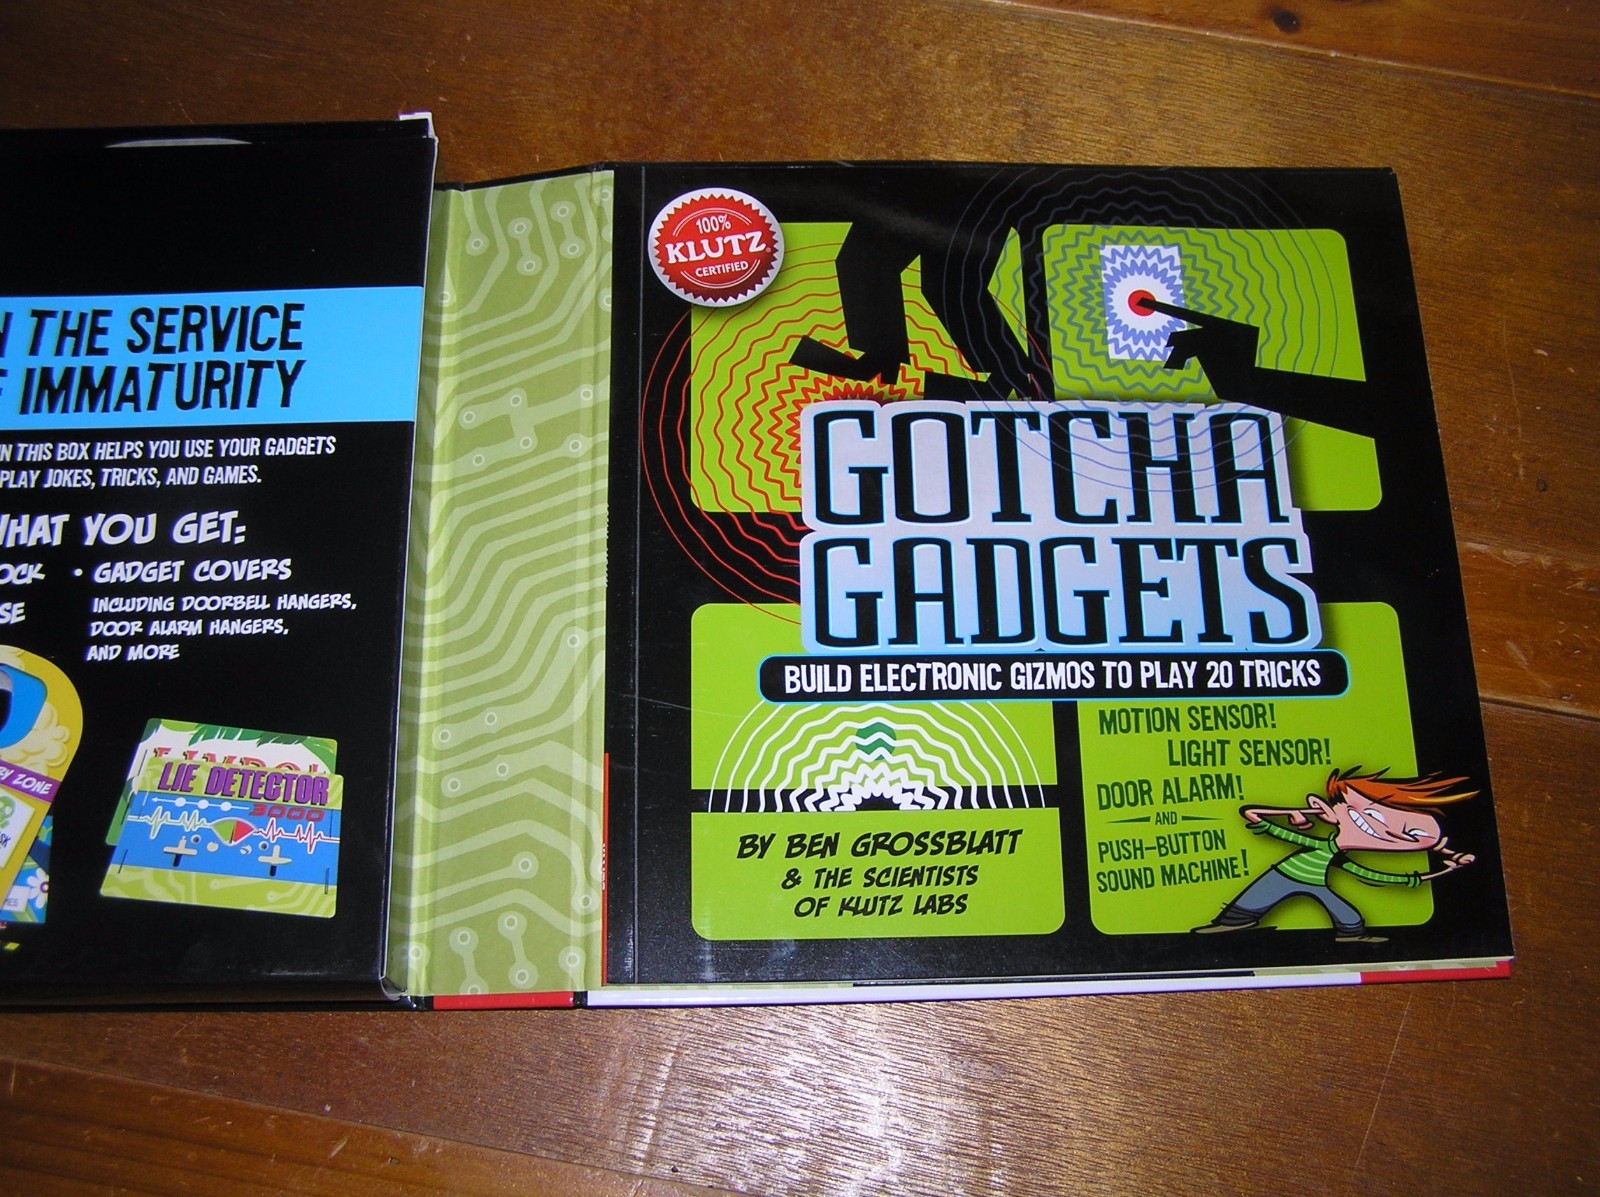 THE SERVICE
IMMATURITY
IN THIS BOX HELPS YOU USE YOUR GADGETS
PLAY JOKES, TRICKS, AND GAMES.
WHAT YOU GET:
• GADGET COVERS
INCLUDING DOORBELL HANGERS,
DOOR ALARM HANGERS,
AND MORE
ZONE
LIE DETECTOR
3000
100%
KLUTZ
CERTIFIED
GOTCHA
GADGETS
BUILD ELECTRONIC GIZMOS TO PLAY 20 TRICKS
BY BEN GROSSBLATT
& THE SCIENTISTS
OF KLUTZ LABS
MOTION SENSOR!
LIGHT SENSOR!
DOOR ALARM!
AND
PUSH-BUTTON
SOUND MACHINE!